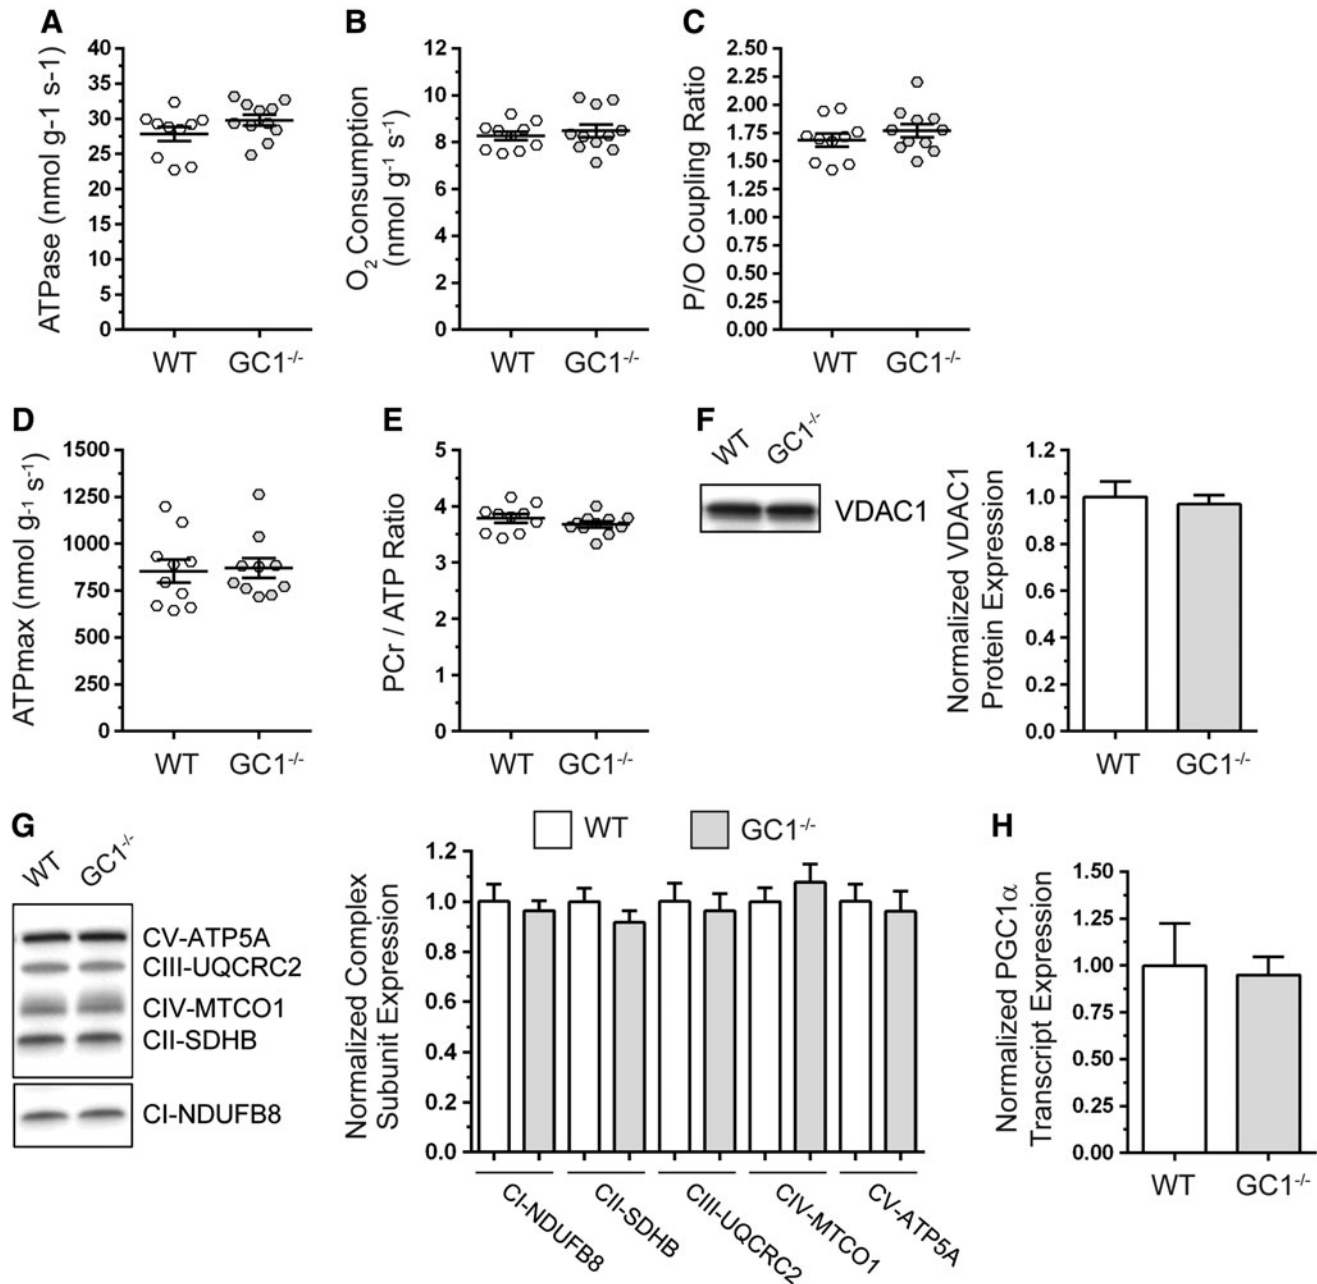 A
ATPase (nmol g-1 s-1)
40
35
30
25
20
15
10
5
0
WT
GC1-/-
B
O2 Consumption
(nmol g-1 s-1)
12
10
8
6
4
2
0
WT
GC1-/-
C
P/O Coupling Ratio
2.50
2.25
2.00
1.75
1.50
1.25
1.00
0.75
0.50
0.25
0.00
WT
GC1-/-
D
ATPmax (nmol g-1 s-1)
1500
1250
1000
750
500
250
0
WT
GC1-/-
E
PCr / ATP Ratio
5
4
3
2
1
0
WT
GC1-/-
F
WT
GC1-/-
VDAC1
Normalized VDAC1
Protein Expression
1.2
1.0
0.8
0.6
0.4
0.2
0.0
WT
GC1-/-
G
WT
GC1-/-
CV-ATP5A
CIII-UQCRC2
CIV-MTCO1
CII-SDHB
CI-NDUFB8
WT
GC1-/-
Normalized Complex
Subunit Expression
1.2
1.0
0.8
0.6
0.4
0.2
0.0
CI-NDUFB8
CII-SDHB
CIII-UQCRC2
CIV-MTCO1
CV-ATP5A
H
Normalized PGC1α
Transcript Expression
1.50
1.25
1.00
0.75
0.50
0.25
0.00
WT
GC1-/-